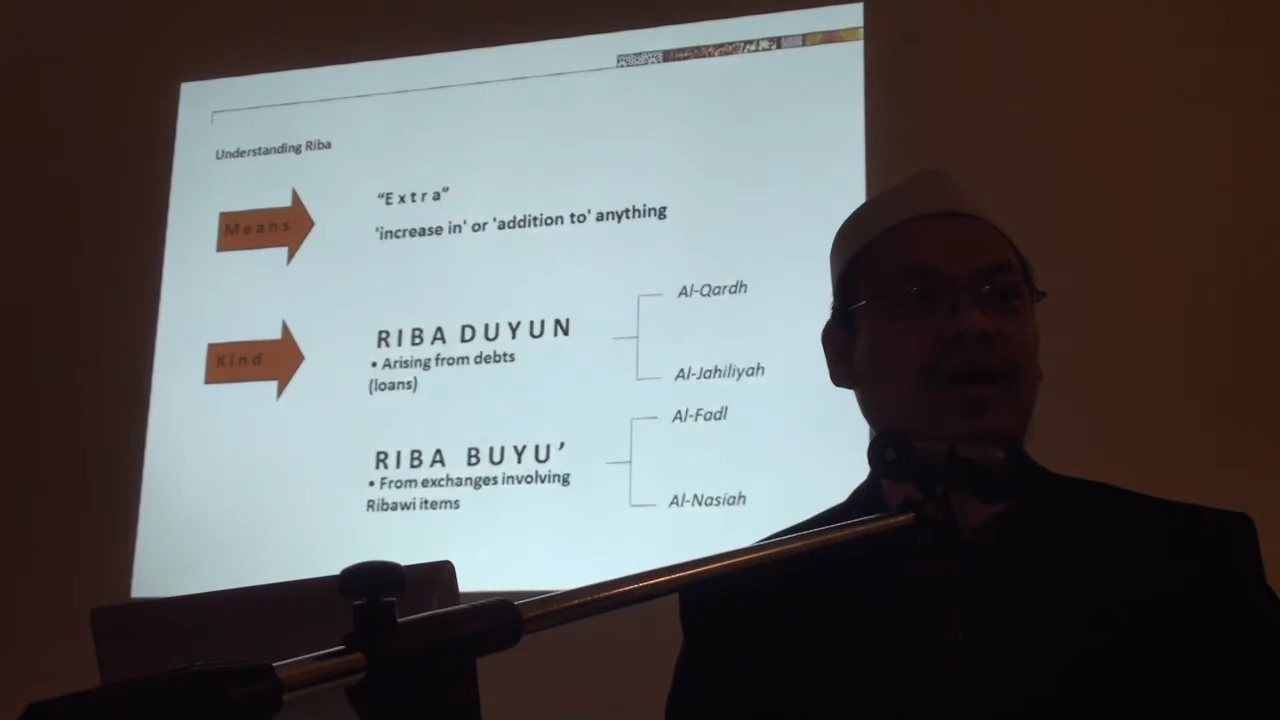 Understanding Riba
Means
"Extra"
'increase in' or 'addition to' anything
Kind
RIBA DUYUN
• Arising from debts
(loans)
Al-Qardh
Al-Jahiliyah
RIBA BUYU’
• From exchanges involving
Ribawi items
Al-Fadl
Al-Nasiah